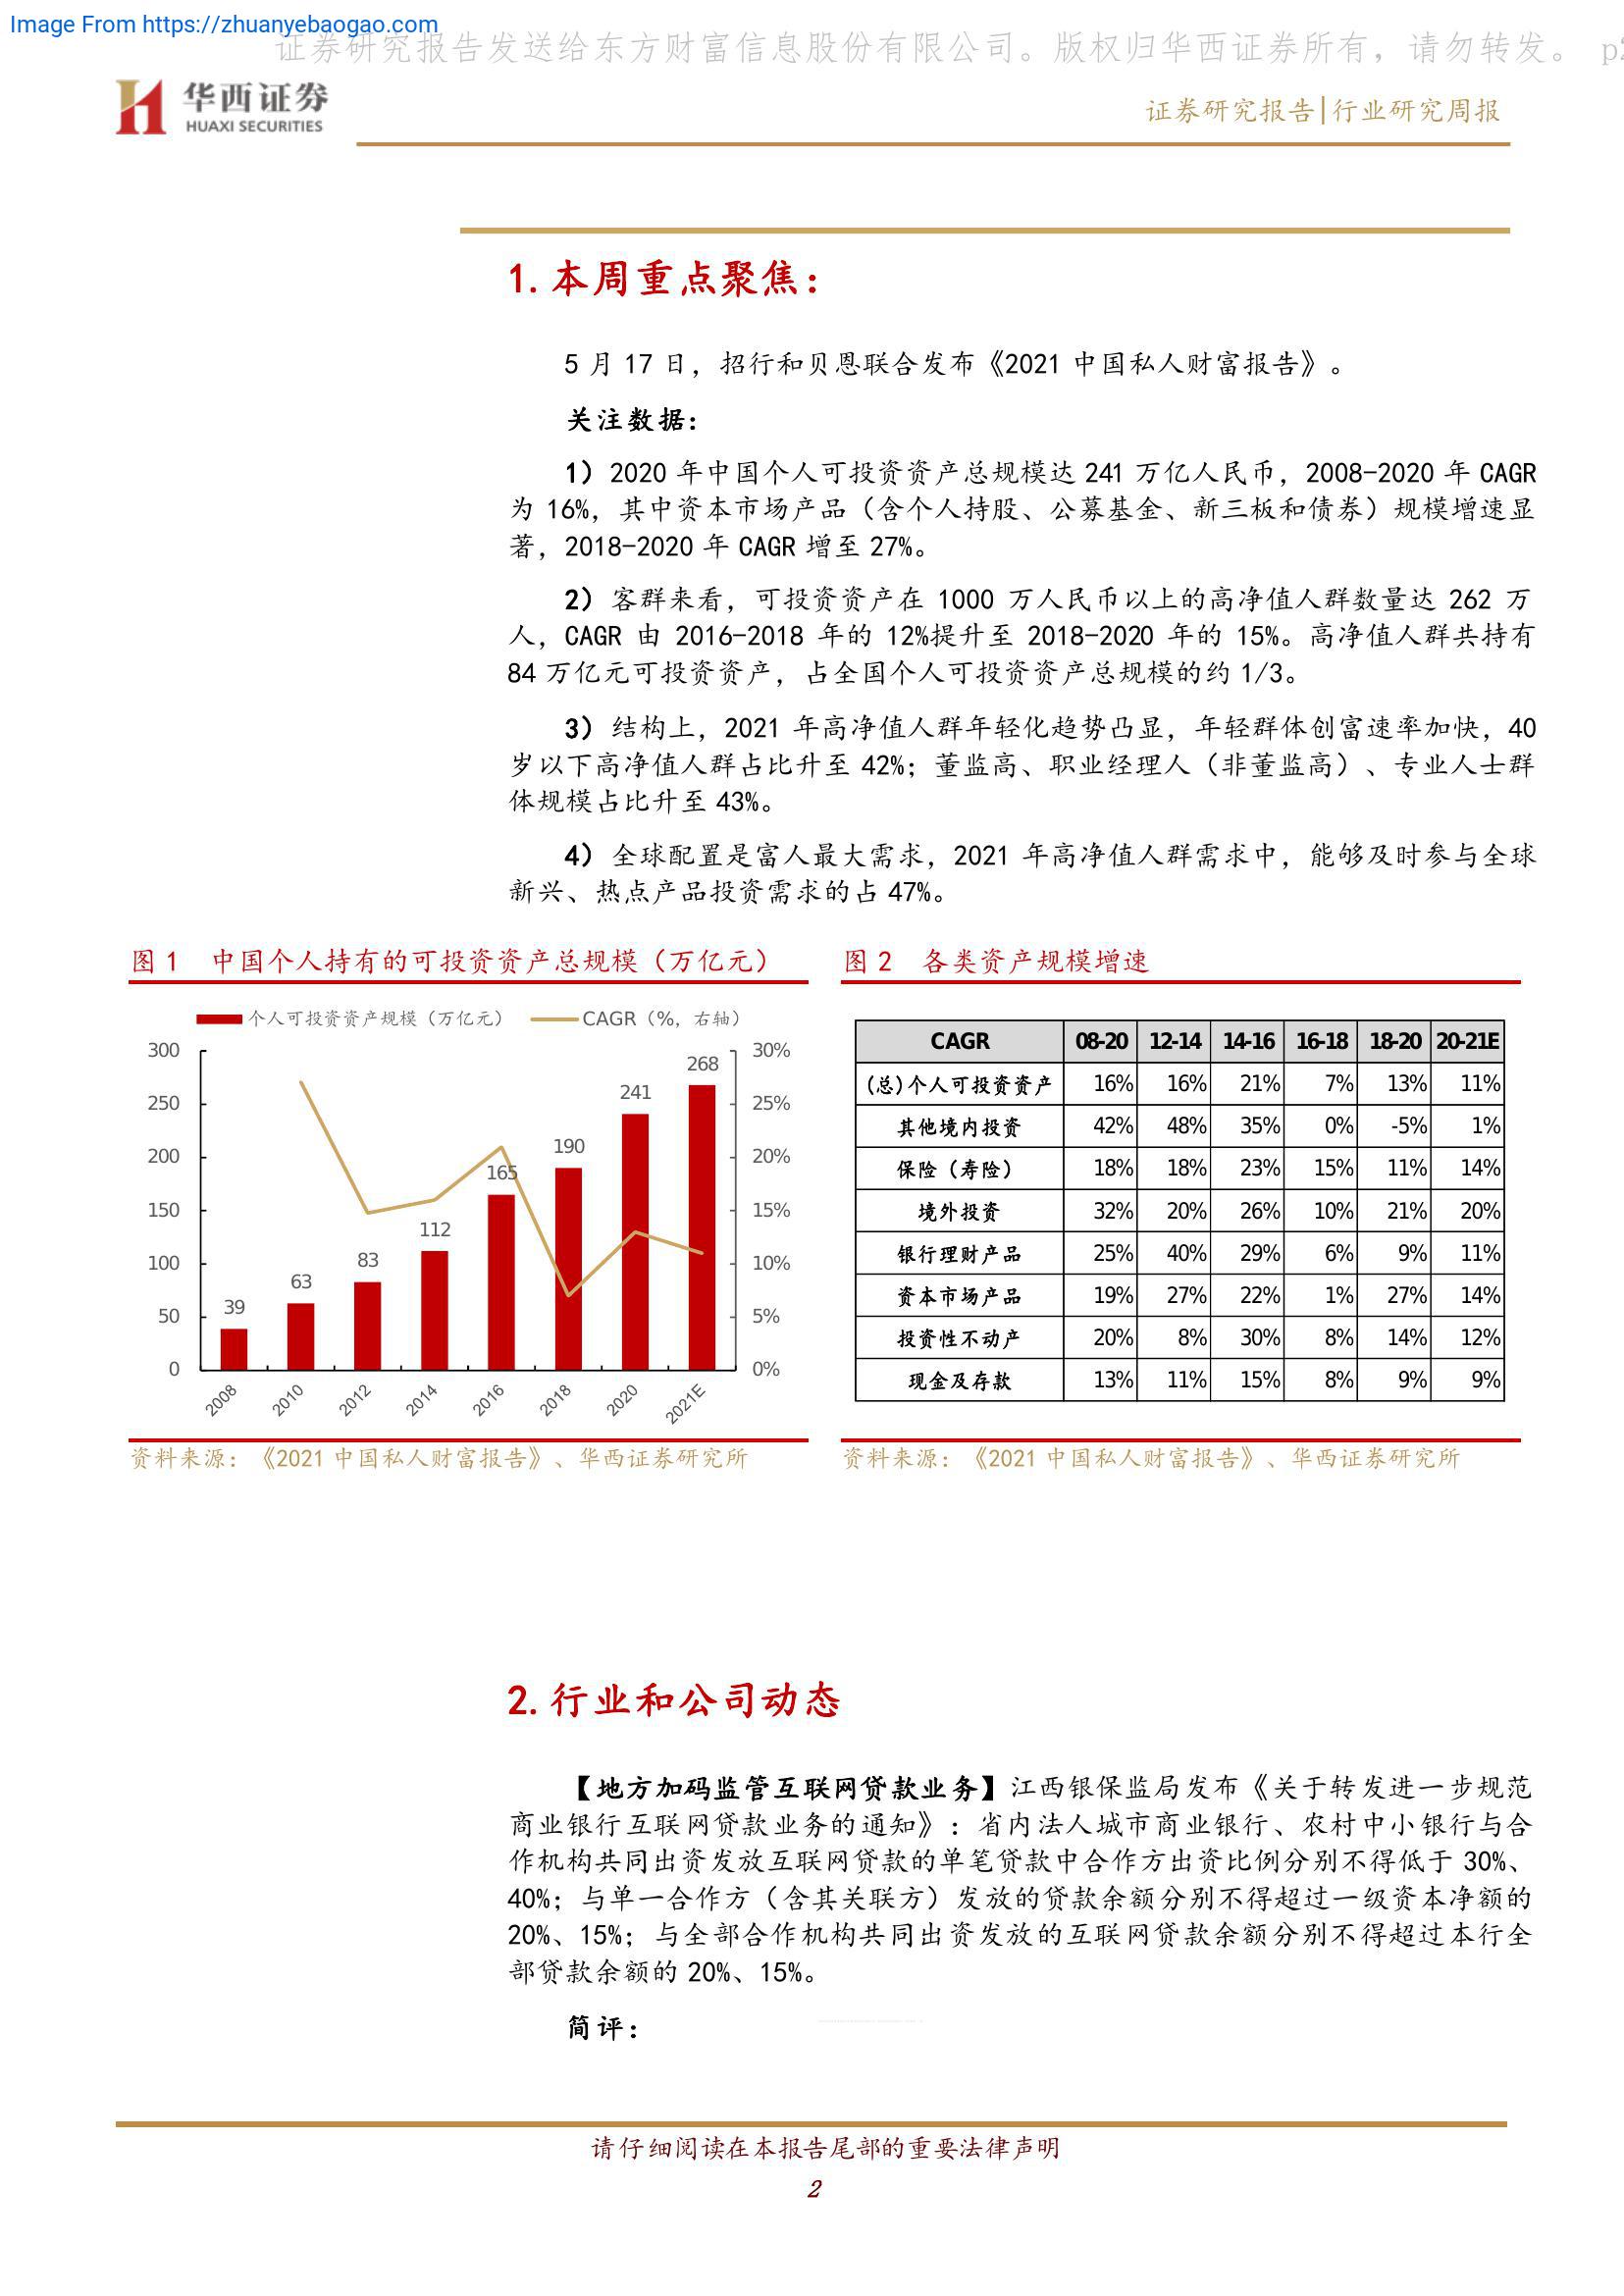 Image From https://zhuanyebaogao.com
证券研究报告发送给东方财富信息股份有限公司。版权归华西证券所有，请勿转发。 p2
华西证券
HUAXI SECURITIES
证券研究报告|行业研究周报
1.本周重点聚焦：
5 月 17 日，招行和贝恩联合发布《2021 中国私人财富报告》。
关注数据：
1）2020 年中国个人可投资资产总规模达 241 万亿人民币，2008-2020 年 CAGR
为 16%，其中资本市场产品（含个人持股、公募基金、新三板和债券）规模增速显
著，2018-2020 年 CAGR 增至 27%。
2）客群来看，可投资资产在 1000 万人民币以上的高净值人群数量达 262 万
人，CAGR 由 2016-2018 年的 12%提升至 2018-2020 年的 15%。高净值人群共持有
84 万亿元可投资资产，占全国个人可投资资产总规模的约 1/3。
3）结构上，2021 年高净值人群年轻化趋势凸显，年轻群体创富速率加快，40
岁以下高净值人群占比升至 42%；董监高、职业经理人（非董监高）、专业人士群
体规模占比升至 43%。
4）全球配置是富人最大需求，2021 年高净值人群需求中，能够及时参与全球
新兴、热点产品投资需求的占 47%。
图 1 中国个人持有的可投资资产总规模（万亿元）
个人可投资资产规模（万亿元） CAGR（%，右轴）
300 30%
250 25%
200 20%
150 15%
100 10%
50 5%
0 0%
39 63 83 112 165 190 241 268
2008 2010 2012 2014 2016 2018 2020 2021E
资料来源：《2021 中国私人财富报告》、华西证券研究所
图 2 各类资产规模增速
CAGR 08-20 12-14 14-16 16-18 18-20 20-21E
(总)个人可投资资产 16% 16% 21% 7% 13% 11%
其他境内投资 42% 48% 35% 0% -5% 1%
保险（寿险） 18% 18% 23% 15% 11% 14%
境外投资 32% 20% 26% 10% 21% 20%
银行理财产品 25% 40% 29% 6% 9% 11%
资本市场产品 19% 27% 22% 1% 27% 14%
投资性不动产 20% 8% 30% 8% 14% 12%
现金及存款 13% 11% 15% 8% 9% 9%
资料来源：《2021 中国私人财富报告》、华西证券研究所
2.行业和公司动态
【地方加码监管互联网贷款业务】江西银保监局发布《关于转发进一步规范
商业银行互联网贷款业务的通知》：省内法人城市商业银行、农村中小银行与合
作机构共同出资发放互联网贷款的单笔贷款中合作方出资比例分别不得低于 30%、
40%；与单一合作方（含其关联方）发放的贷款余额分别不得超过一级资本净额的
20%、15%；与全部合作机构共同出资发放的互联网贷款余额分别不得超过本行全
部贷款余额的 20%、15%。
简评：
请仔细阅读在本报告尾部的重要法律声明
2